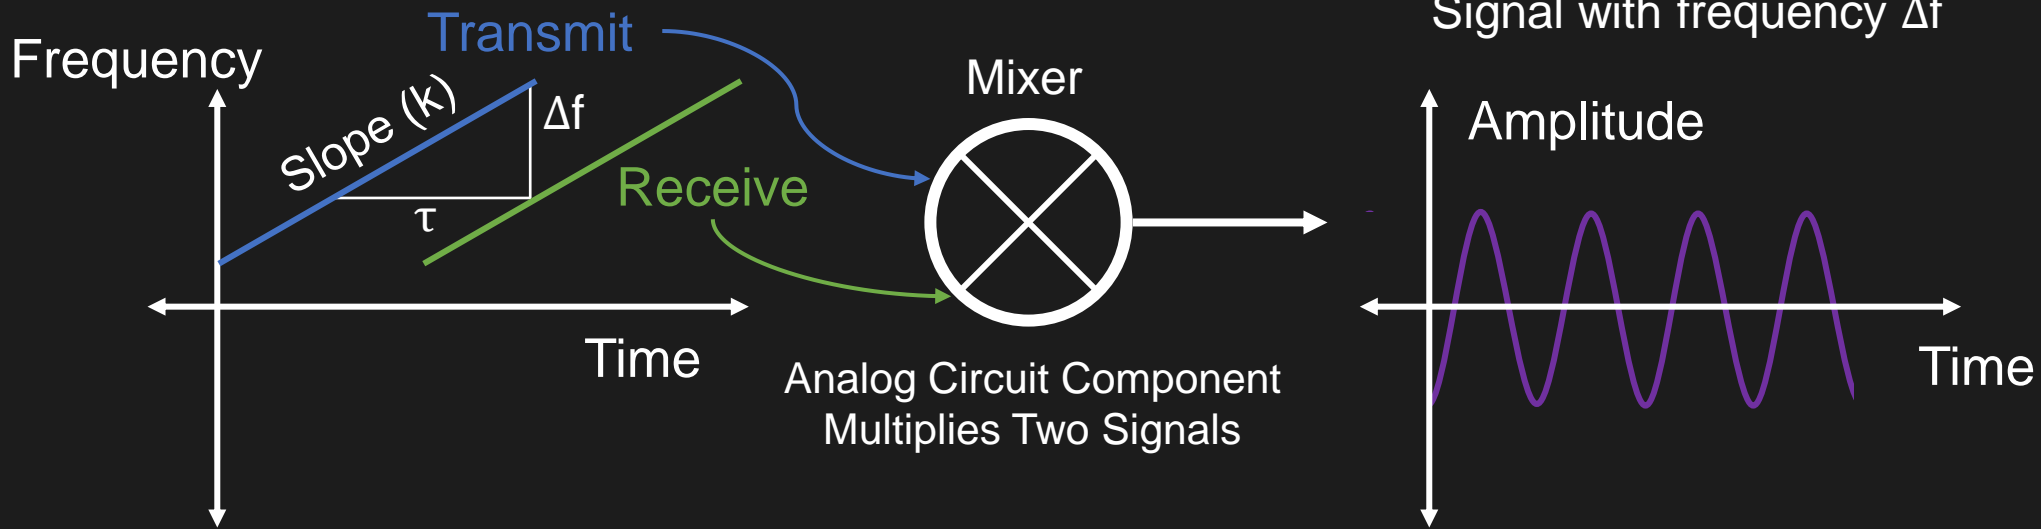 Signal with frequency Δf
Transmit
Frequency
Mixer
Slope (k)
Δf
Amplitude
Receive
τ
Time
Analog Circuit Component
Multiplies Two Signals
Time